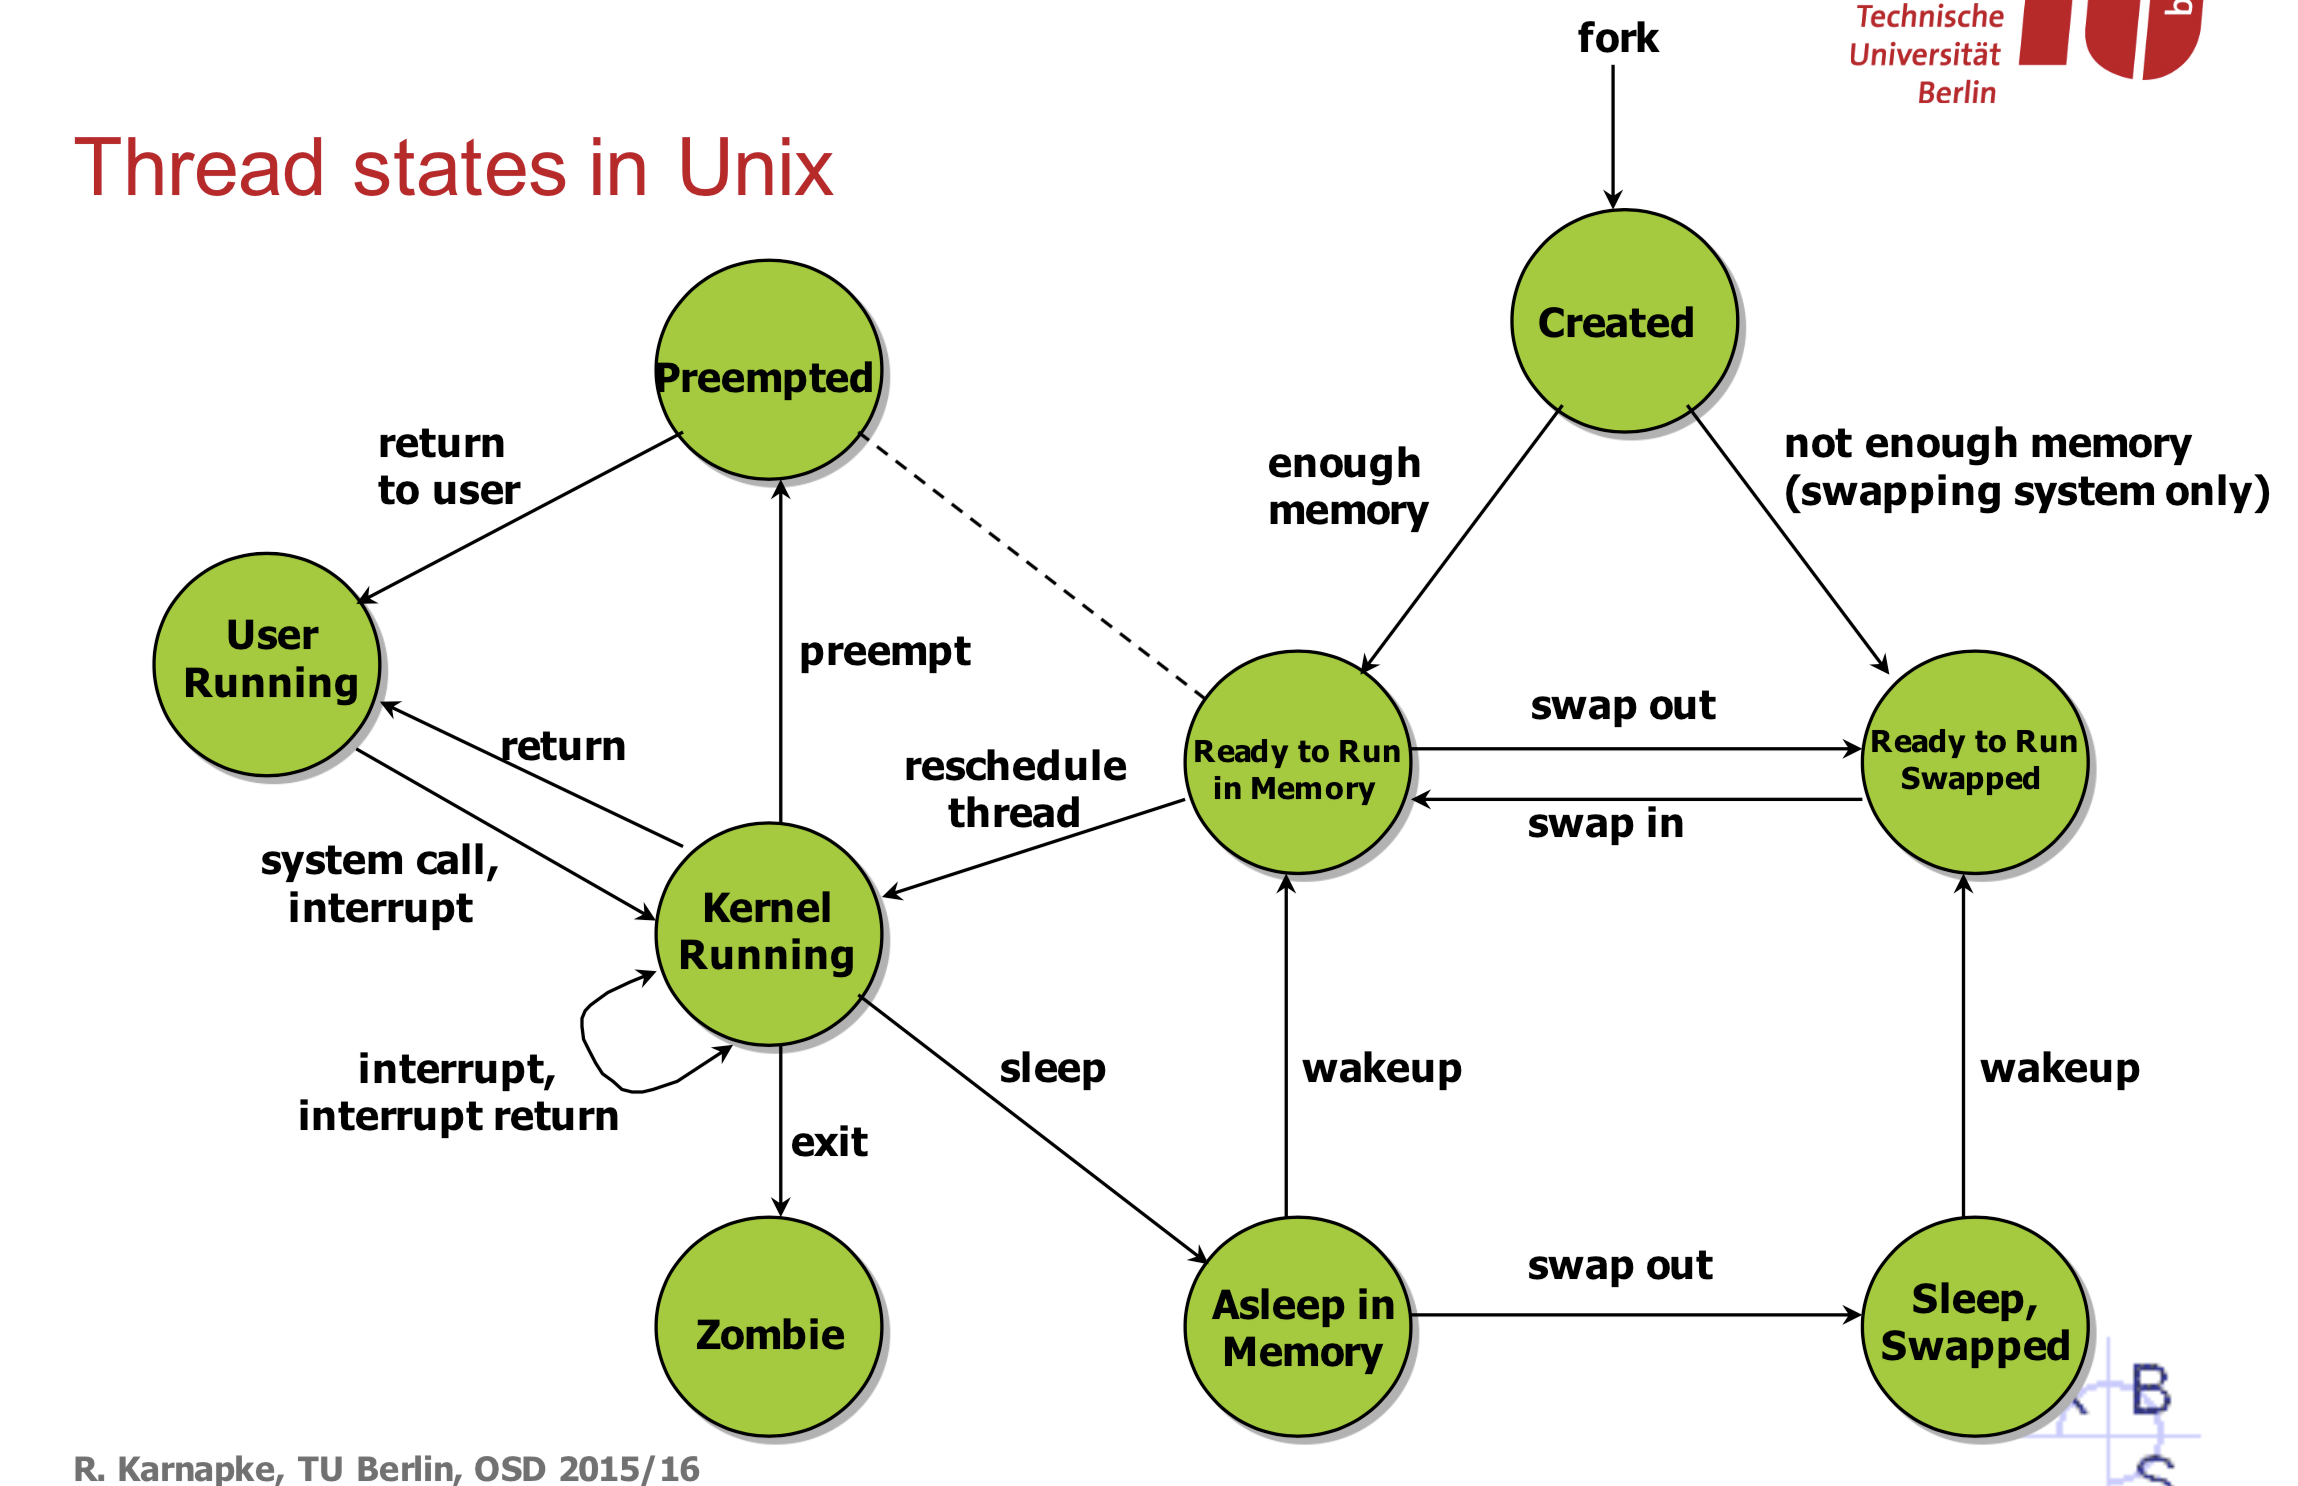 Technische
Universität
Berlin
fork
Thread states in Unix
Created
Preempted
return
to user
enough
memory
not enough memory
(swapping system only)
User
Running
preempt
return
swap out
reschedule
thread
Ready to Run
in Memory
Ready to Run
Swapped
swap in
system call,
interrupt
Kernel
Running
interrupt,
interrupt return
sleep
wakeup
wakeup
exit
swap out
Zombie
Asleep in
Memory
Sleep,
Swapped
B
S
R. Karnapke, TU Berlin, OSD 2015/16